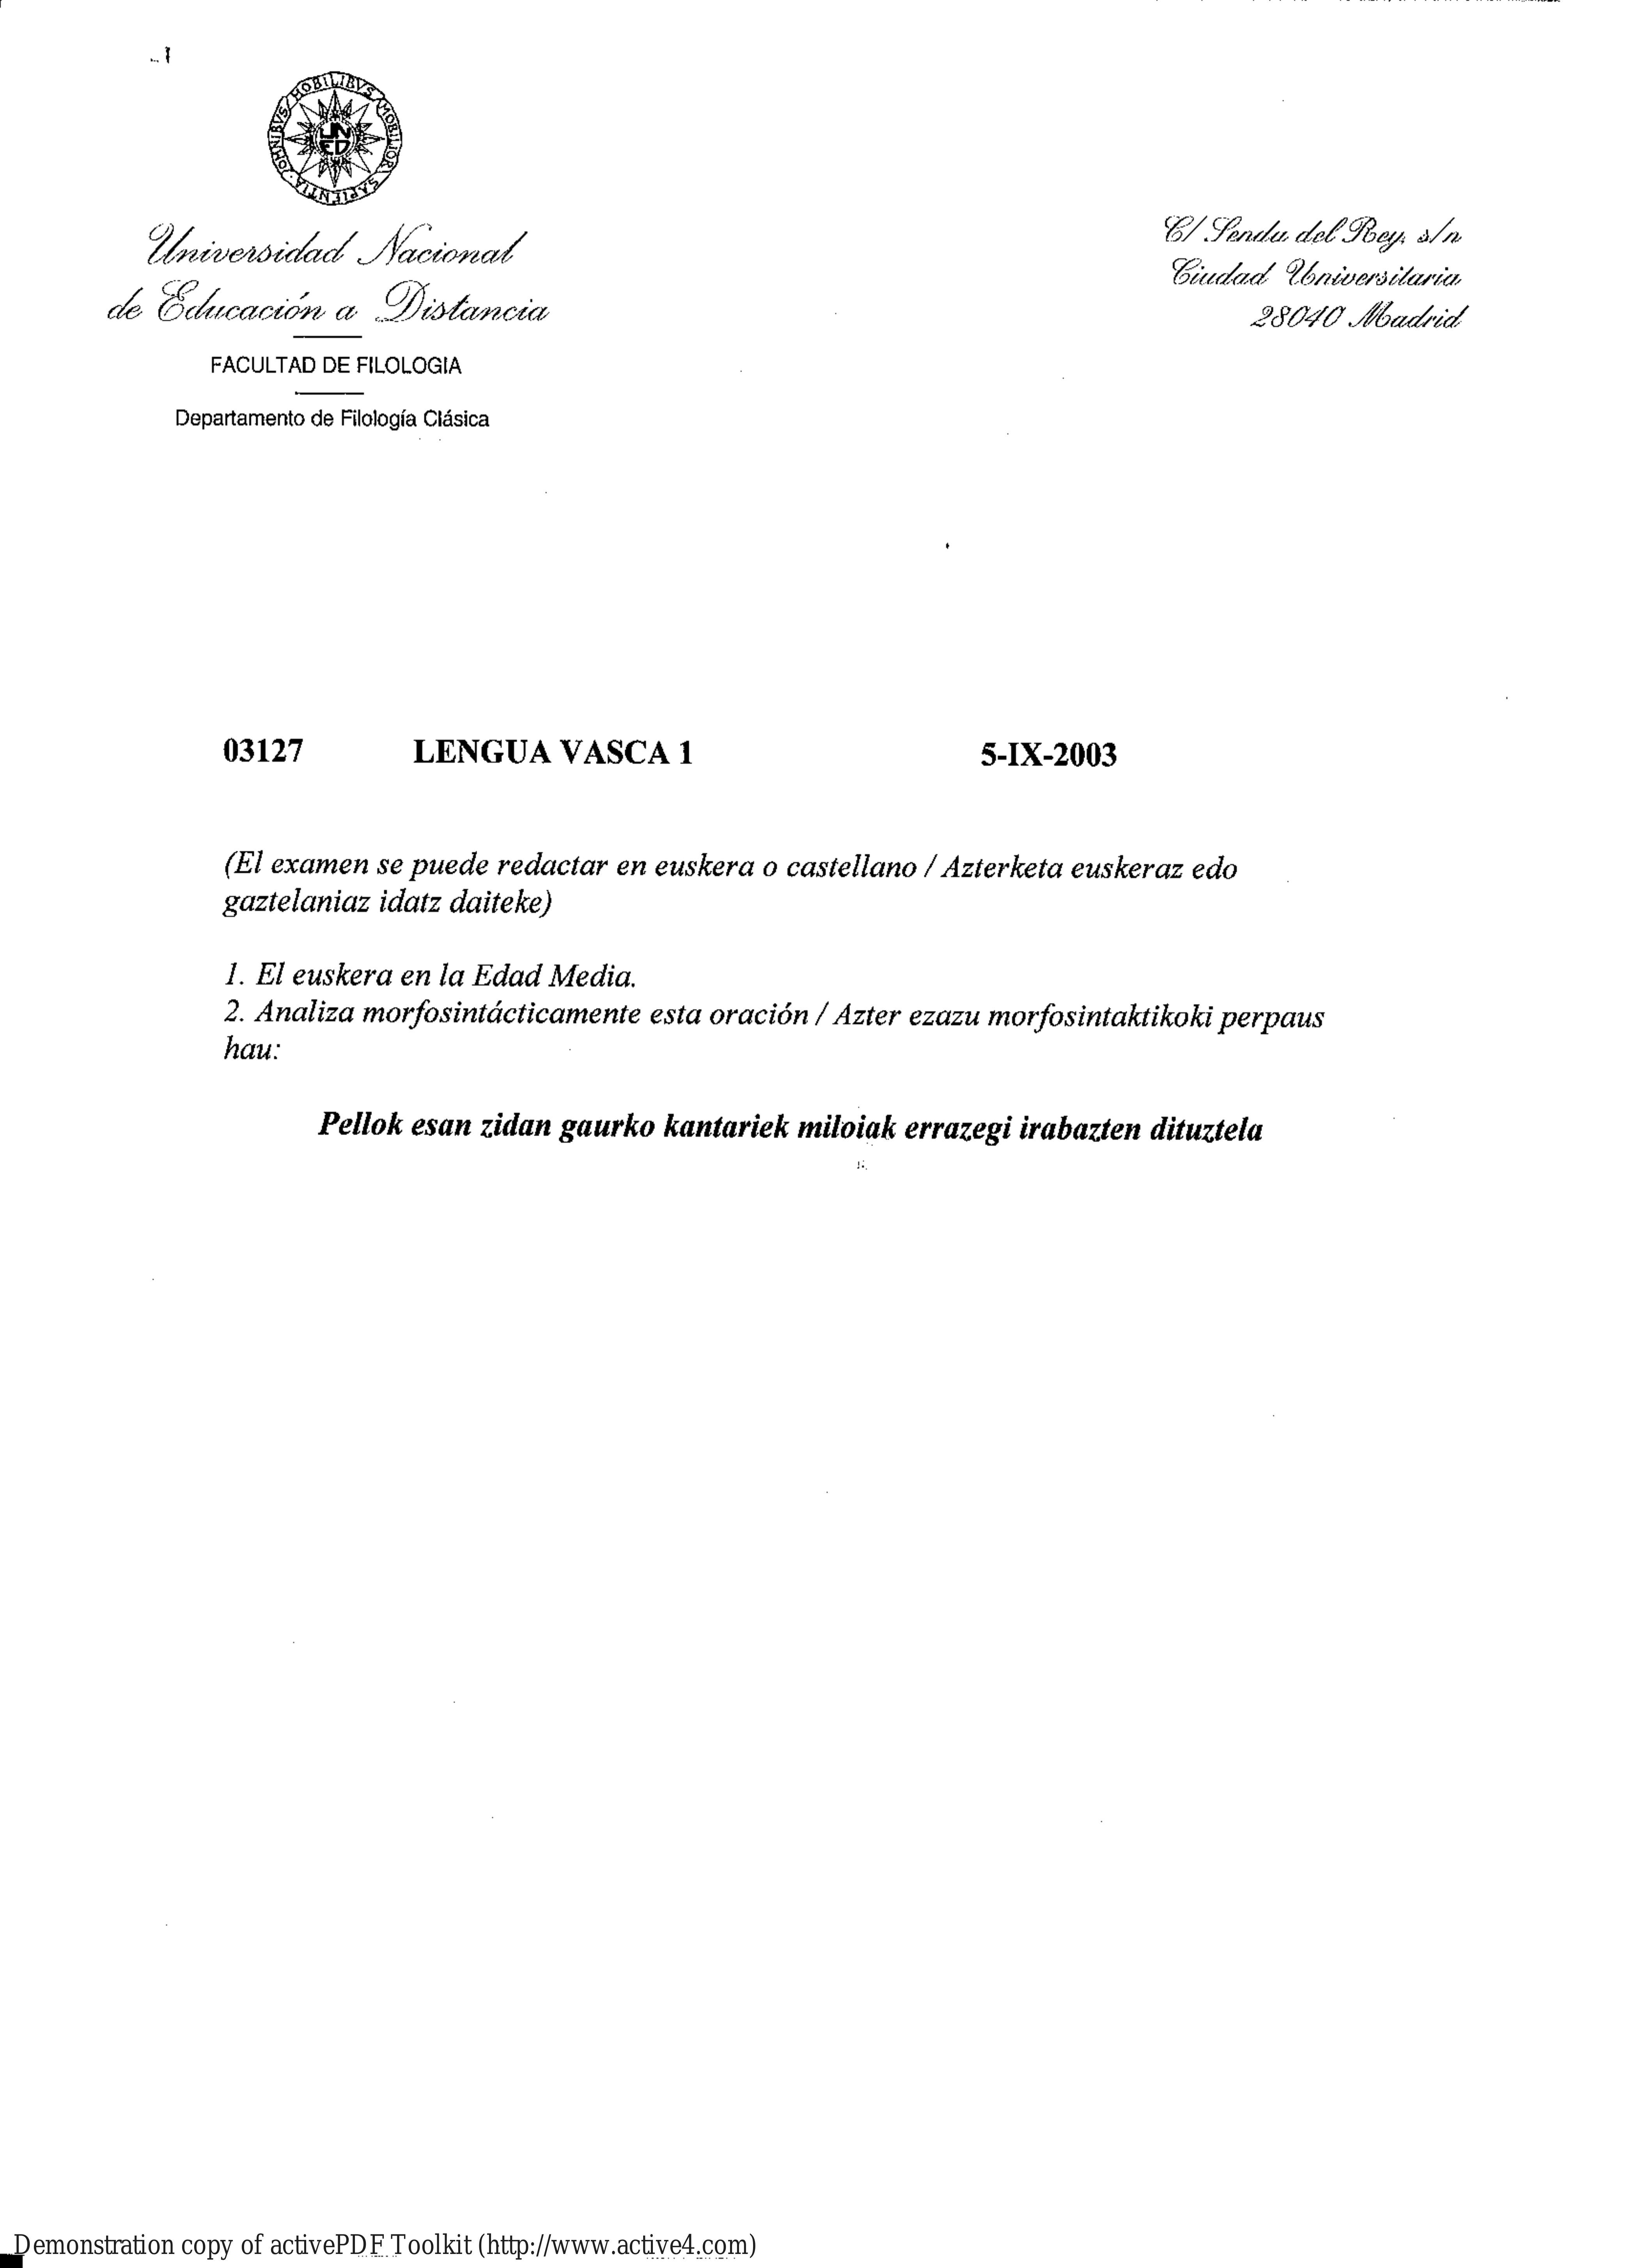 OMNIBVS MOBILIBVS MOBILIOR SAPIENTIA
UN
ED
Universidad Nacional
de Educación a Distancia
FACULTAD DE FILOLOGIA
Departamento de Filología Clásica
C/ Senda del Rey, s/n
Ciudad Universitaria
28040 Madrid
03127 LENGUA VASCA 1 5-IX-2003
(El examen se puede redactar en euskera o castellano / Azterketa euskeraz edo
gaztelaniaz idatz daiteke)
1. El euskera en la Edad Media.
2. Analiza morfosintácticamente esta oración / Azter ezazu morfosintaktikoki perpaus
hau:
Pellok esan zidan gaurko kantariek miloiak errazegi irabazten dituztela
Demonstration copy of activePDF Toolkit (http://www.active4.com)